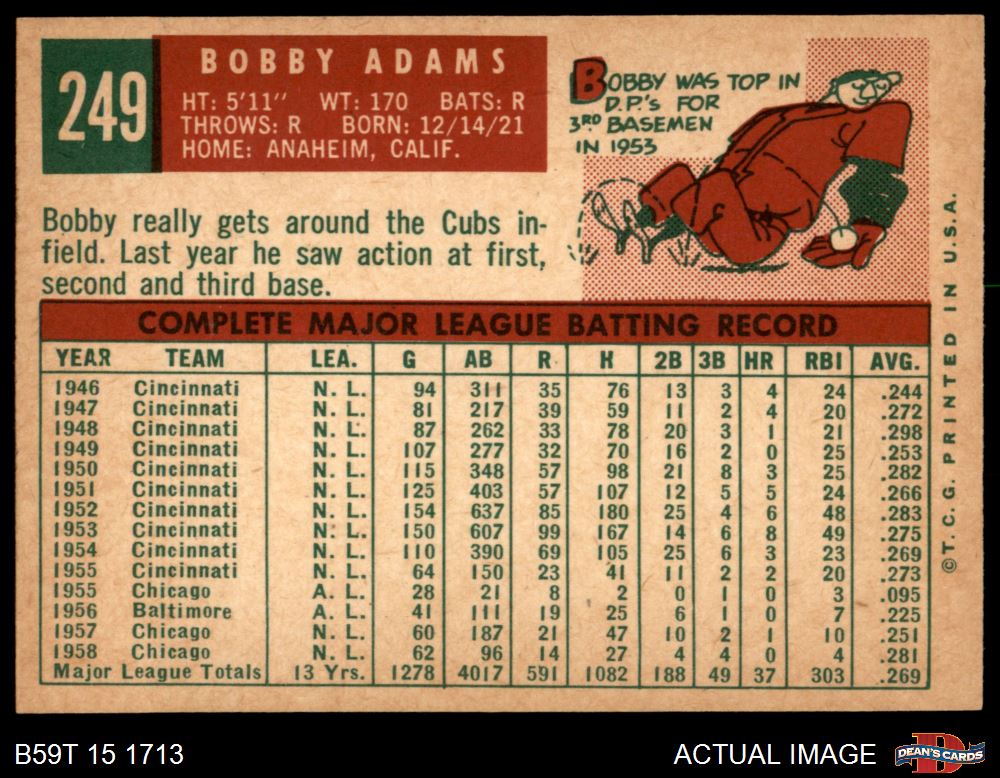 249
BOBBY ADAMS
HT: 5'11" WT: 170 BATS: R
THROWS: R BORN: 12/14/21
HOME: ANAHEIM, CALIF.
BOBBY WAS TOP IN
D.P.'s FOR
3RD BASEMEN
IN 1953
Bobby really gets around the Cubs in-
field. Last year he saw action at first,
second and third base.
COMPLETE MAJOR LEAGUE BATTING RECORD
YEAR TEAM LEA. G AB R H 2B 3B HR RBI AVG.
1946 Cincinnati N. L. 94 311 35 76 13 3 4 24 .244
1947 Cincinnati N. L. 81 217 39 59 11 2 4 20 .272
1948 Cincinnati N. L. 87 262 33 78 20 3 1 21 .298
1949 Cincinnati N. L. 107 277 32 70 16 2 0 25 .253
1950 Cincinnati N. L. 115 348 57 98 21 8 3 25 .282
1951 Cincinnati N. L. 125 403 57 107 12 5 5 24 .266
1952 Cincinnati N. L. 154 637 85 180 25 4 6 48 .283
1953 Cincinnati N. L. 150 607 99 167 14 6 8 49 .275
1954 Cincinnati N. L. 110 390 69 105 25 6 3 23 .269
1955 Cincinnati N. L. 64 150 23 41 11 2 2 20 .273
1955 Chicago A. L. 28 21 8 2 0 1 0 3 .095
1956 Baltimore A. L. 41 111 19 25 6 1 0 7 .225
1957 Chicago N. L. 60 187 21 47 10 2 1 10 .251
1958 Chicago N. L. 62 96 14 27 4 4 0 4 .281
Major League Totals 13 Yrs. 1278 4017 591 1082 188 49 37 303 .269
©T. C. G. PRINTED IN U.S.A.
B59T 15 1713
ACTUAL IMAGE
DEAN'S CARDS